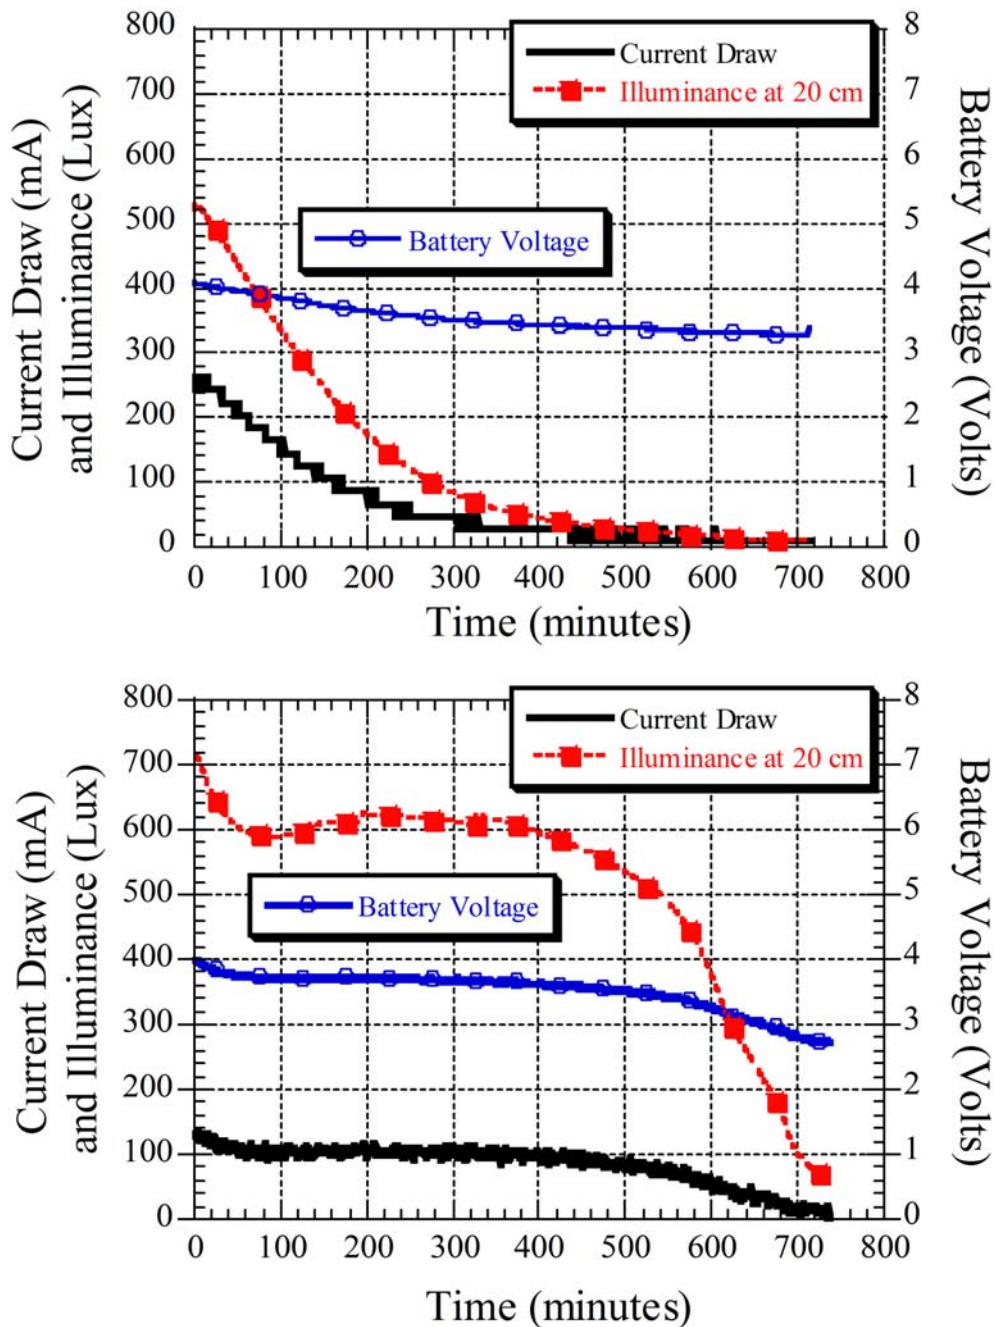 800
700
600
500
400
300
200
100
0
Current Draw (mA)
and Illuminance (Lux)
Current Draw
Illuminance at 20 cm
Battery Voltage
8
7
6
5
4
3
2
1
0
Battery Voltage (Volts)
0 100 200 300 400 500 600 700 800
Time (minutes)
800
700
600
500
400
300
200
100
0
Current Draw (mA)
and Illuminance (Lux)
Current Draw
Illuminance at 20 cm
Battery Voltage
8
7
6
5
4
3
2
1
0
Battery Voltage (Volts)
0 100 200 300 400 500 600 700 800
Time (minutes)